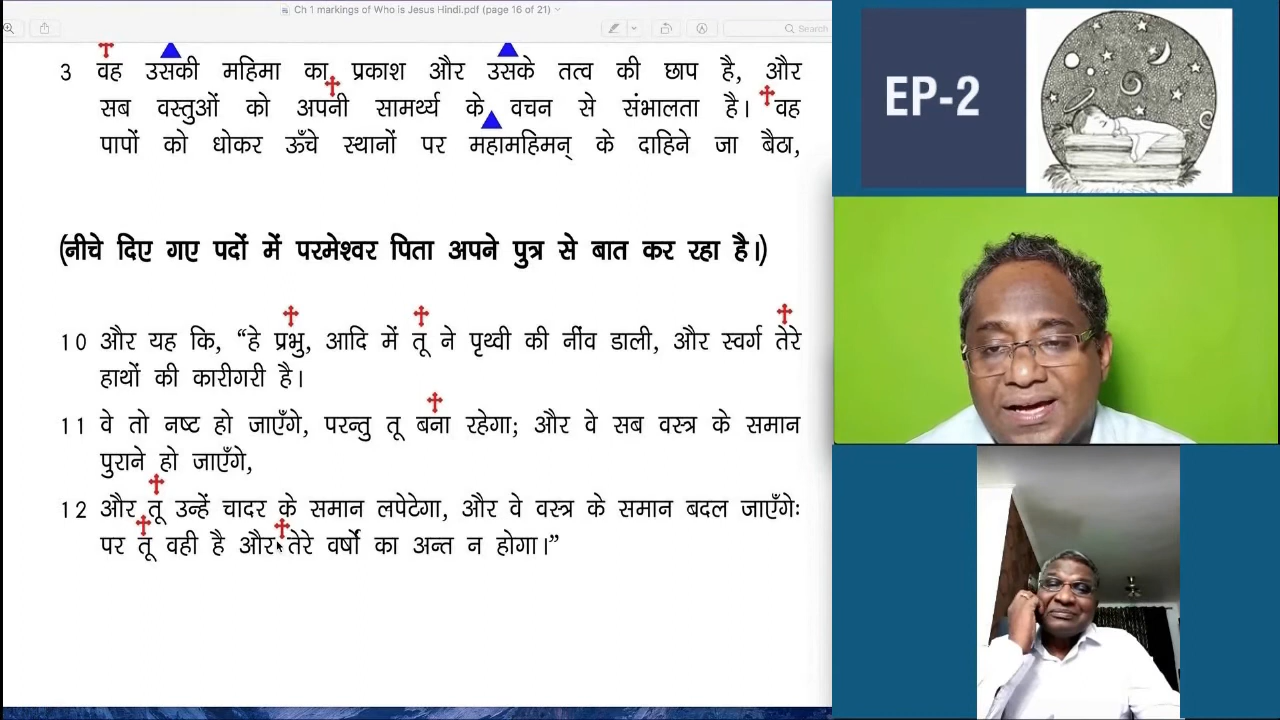 Ch 1 markings of Who is Jesus Hindi.pdf (page 16 of 21)
Search
3 वह उसकी महिमा का प्रकाश और उसके तत्व की छाप है, और
सब वस्तुओं को अपनी सामर्थ्य के वचन से संभालता है। वह
पापों को धोकर ऊँचे स्थानों पर महामहिमन् के दाहिने जा बैठा,
(नीचे दिए गए पदों में परमेश्वर पिता अपने पुत्र से बात कर रहा है।)
10 और यह कि, “हे प्रभु, आदि में तू ने पृथ्वी की नींव डाली, और स्वर्ग तेरे
हाथों की कारीगरी है।
11 वे तो नष्ट हो जाएँगे, परन्तु तू बना रहेगा; और वे सब वस्त्र के समान
पुराने हो जाएँगे,
12 और तू उन्हें चादर के समान लपेटेगा, और वे वस्त्र के समान बदल जाएँगेः
पर तू वही है और तेरे वर्षों का अन्त न होगा।”
EP-2